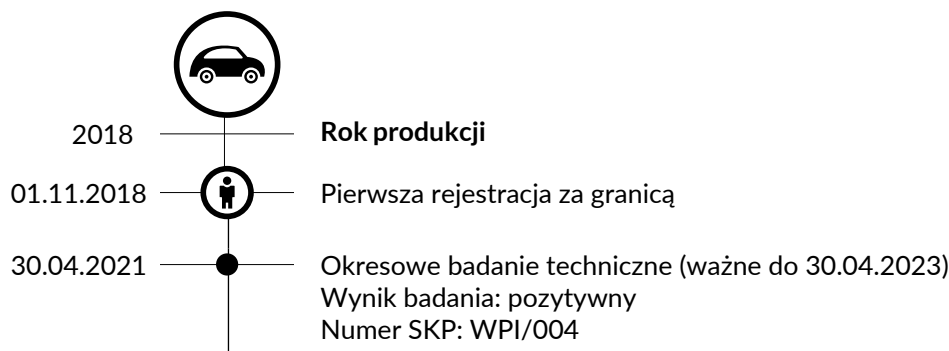 2018 Rok produkcji
01.11.2018 Pierwsza rejestracja za granicą
30.04.2021 Okresowe badanie techniczne (ważne do 30.04.2023)
Wynik badania: pozytywny
Numer SKP: WPI/004